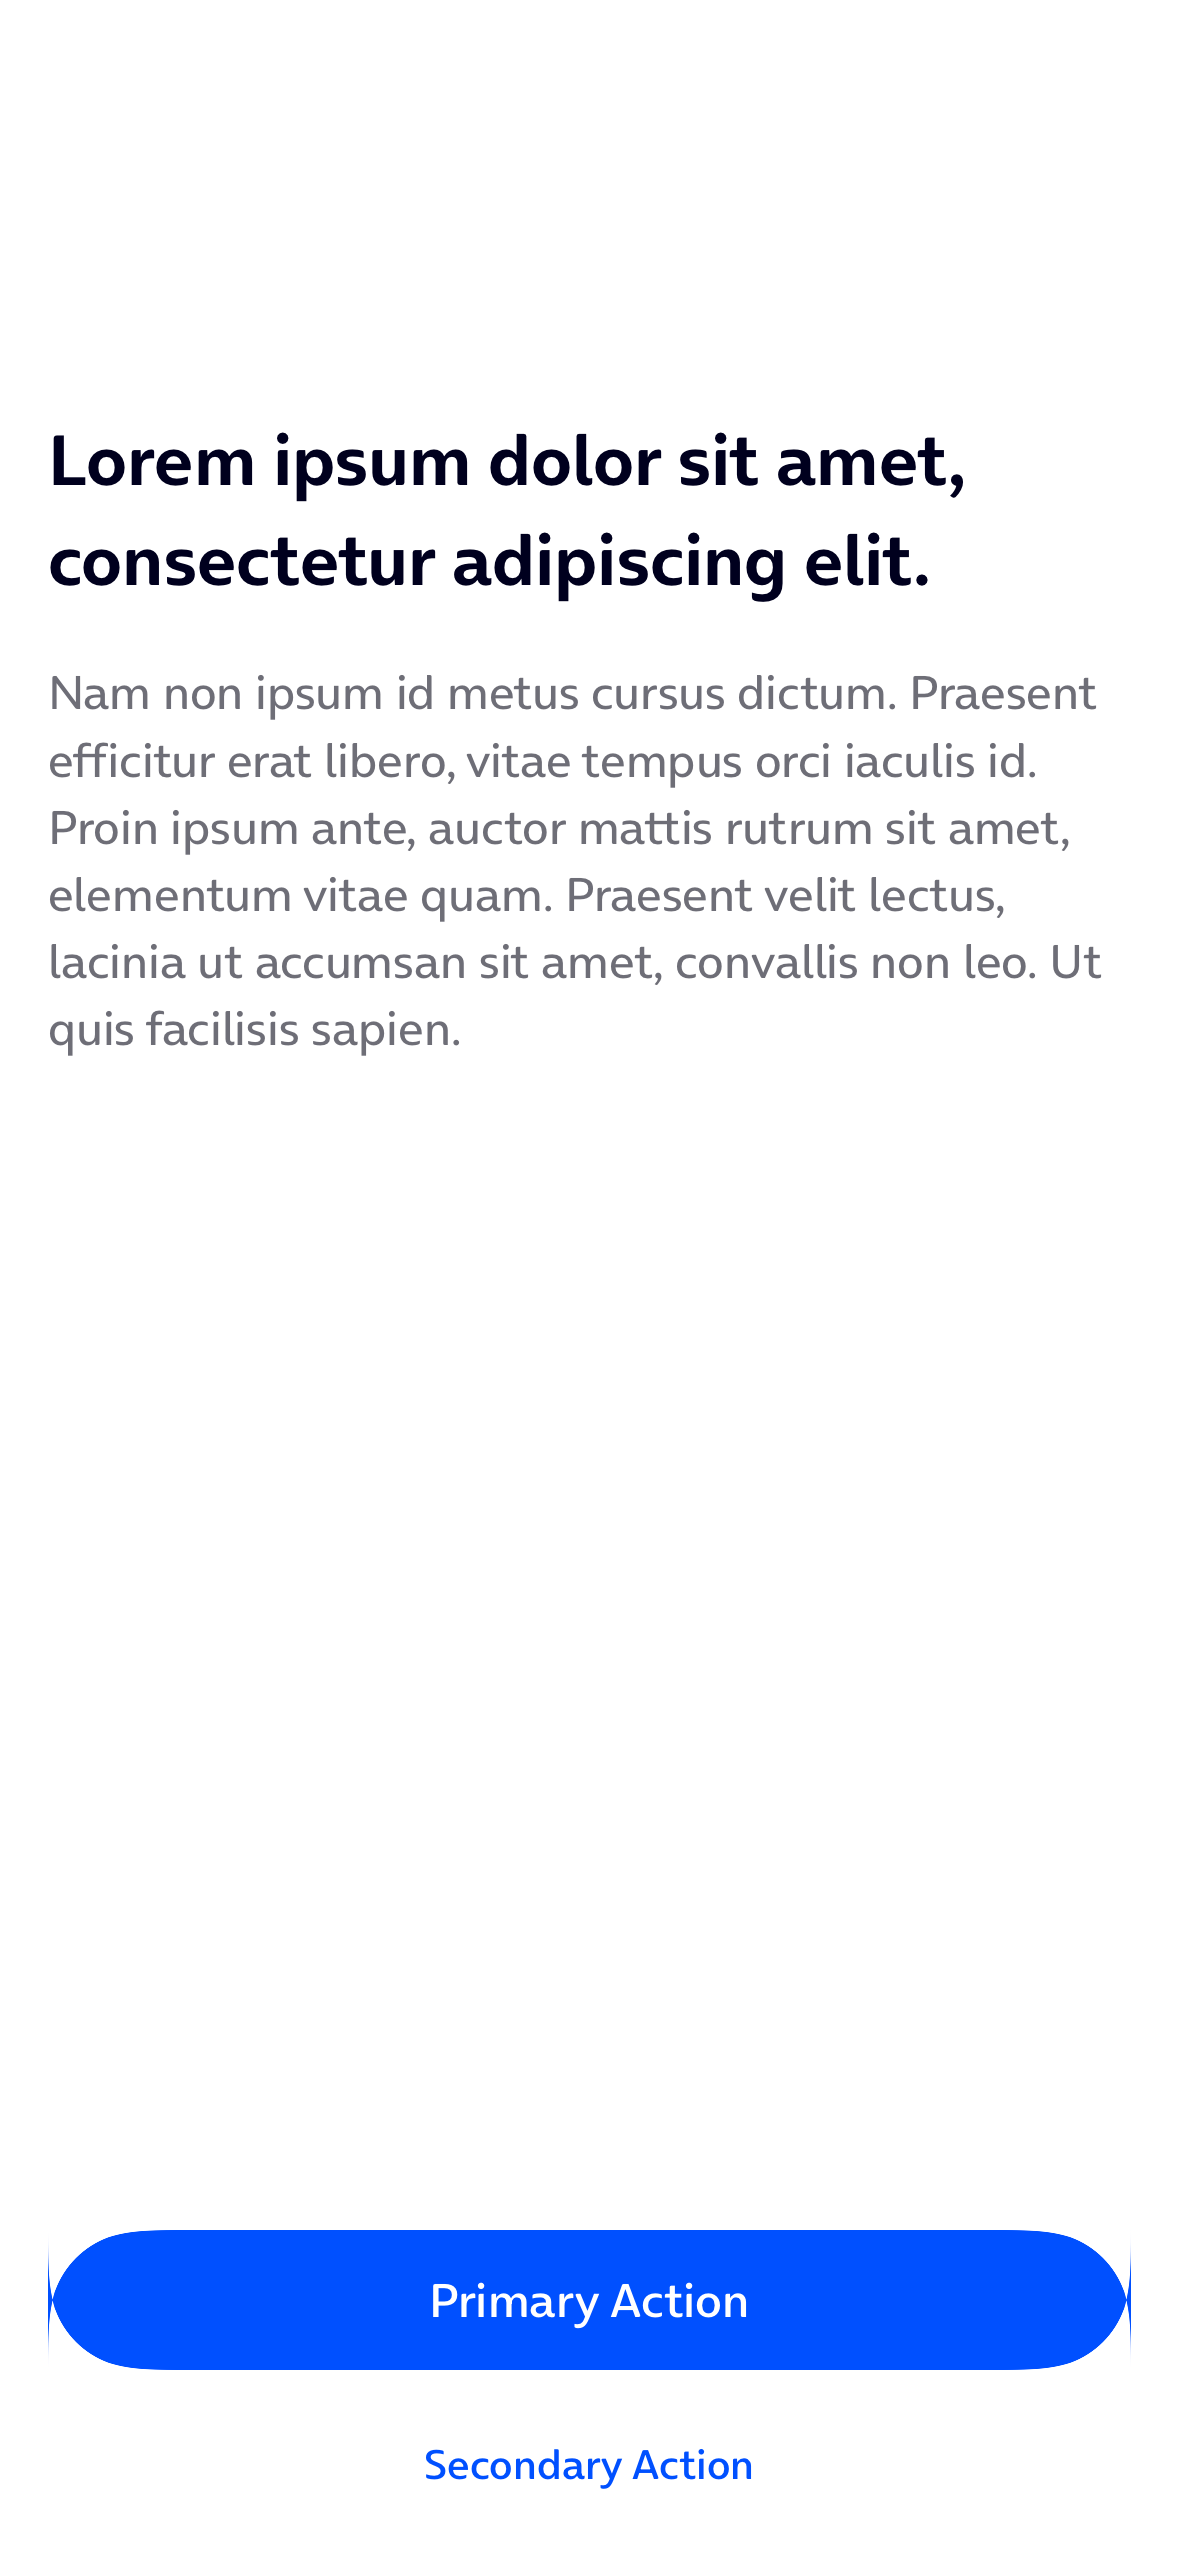 Lorem ipsum dolor sit amet,
consectetur adipiscing elit.
Nam non ipsum id metus cursus dictum. Praesent
efficitur erat libero, vitae tempus orci iaculis id.
Proin ipsum ante, auctor mattis rutrum sit amet,
elementum vitae quam. Praesent velit lectus,
lacinia ut accumsan sit amet, convallis non leo. Ut
quis facilisis sapien.
Primary Action
Secondary Action